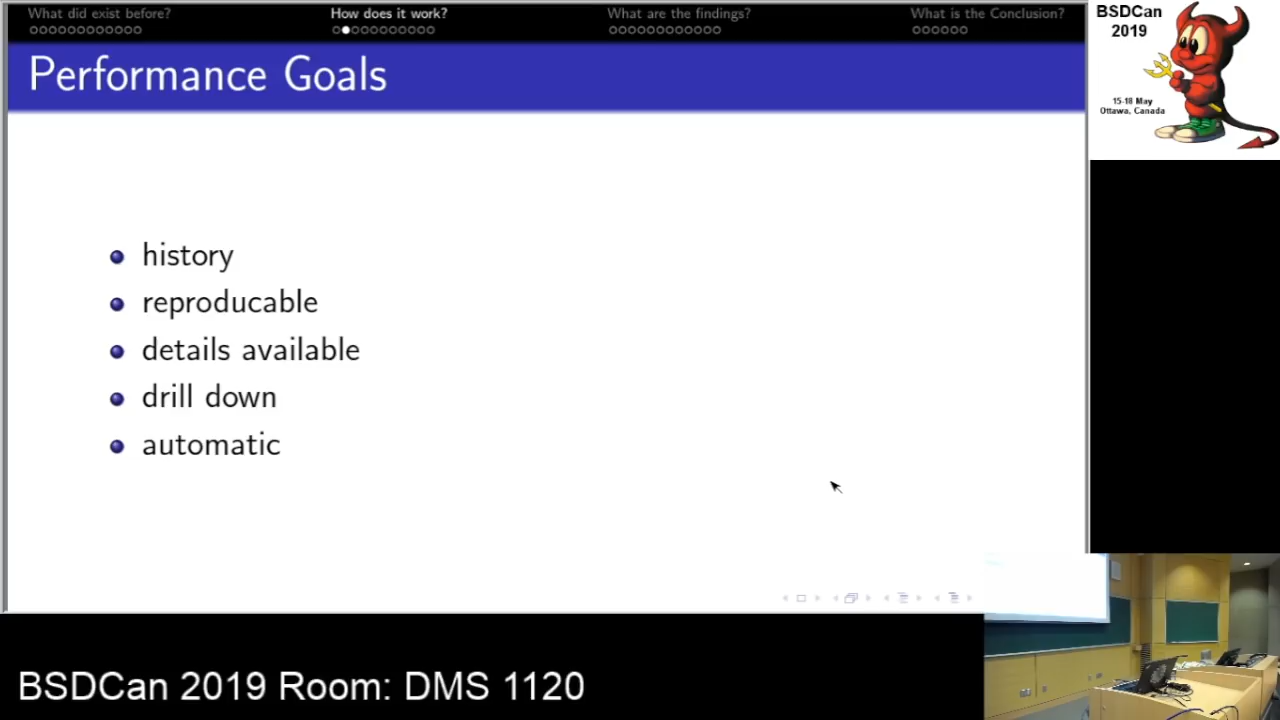 What did exist before?
How does it work?
What are the findings?
What is the Conclusion?
Performance Goals
history
reproducable
details available
drill down
automatic
BSDCan
2019
15-18 May
Ottawa, Canada
BSDCan 2019 Room: DMS 1120